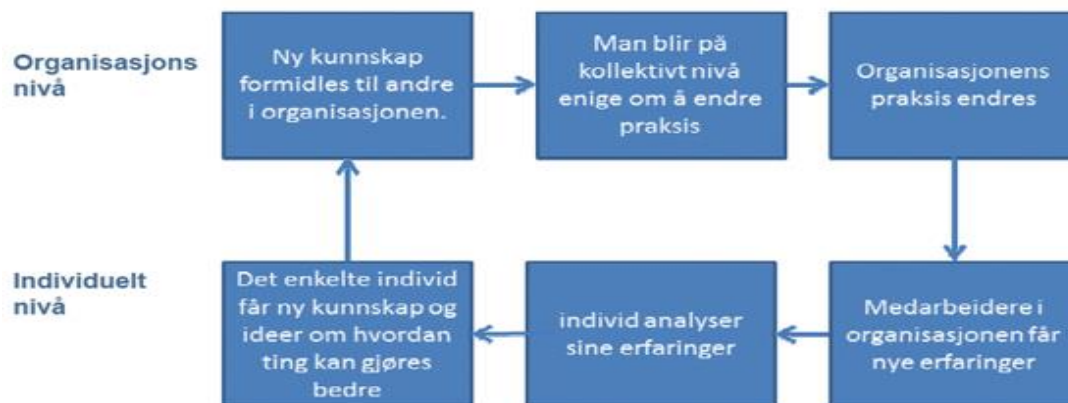 Organisasjons
nivå
Ny kunnskap
formidles til andre
i organisasjonen.
Man blir på
kollektivt nivå
enige om å endre
praksis
Organisasjonens
praksis endres
Individuelt
nivå
Det enkelte individ
får ny kunnskap og
ideer om hvordan
ting kan gjøres
bedre
individ analyser
sine erfaringer
Medarbeidere i
organisasjonen får
nye erfaringer